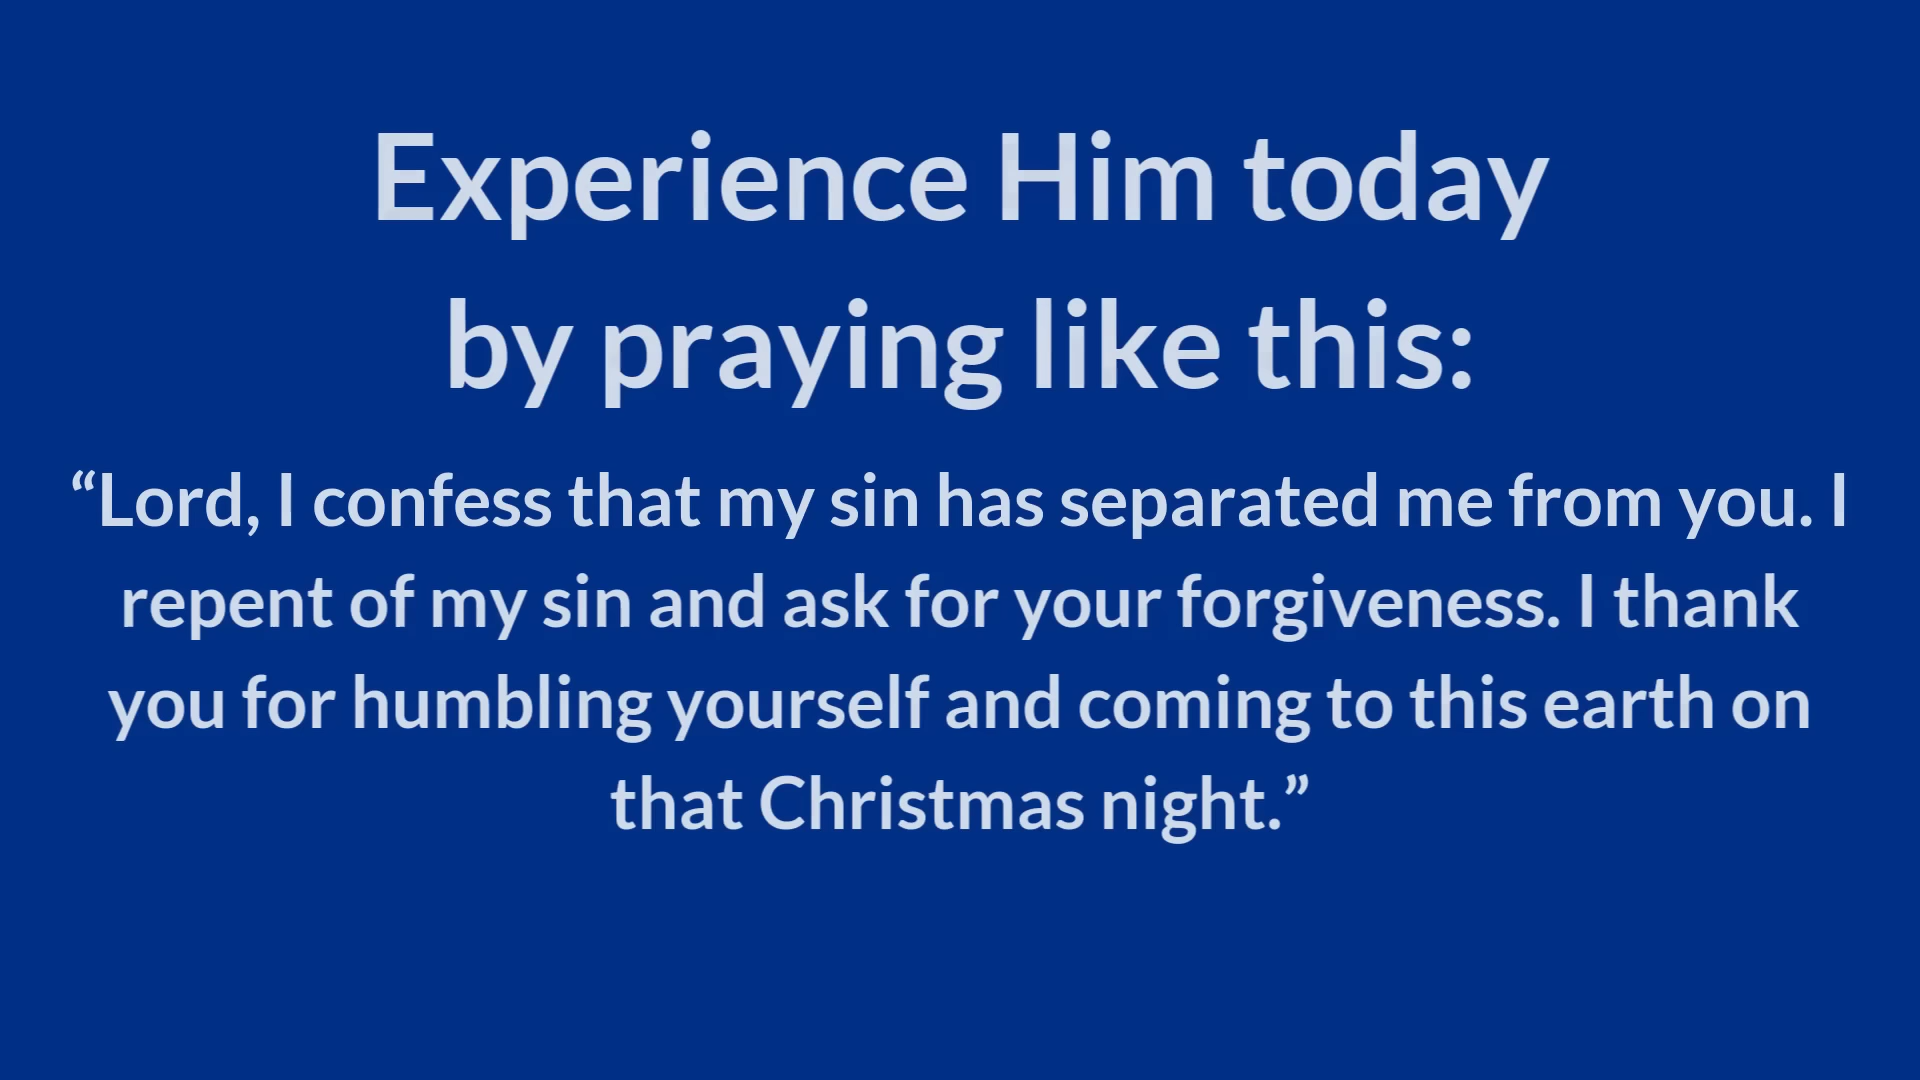 Experience Him today
by praying like this:
“Lord, I confess that my sin has separated me from you. I
repent of my sin and ask for your forgiveness. I thank
you for humbling yourself and coming to this earth on
that Christmas night.”